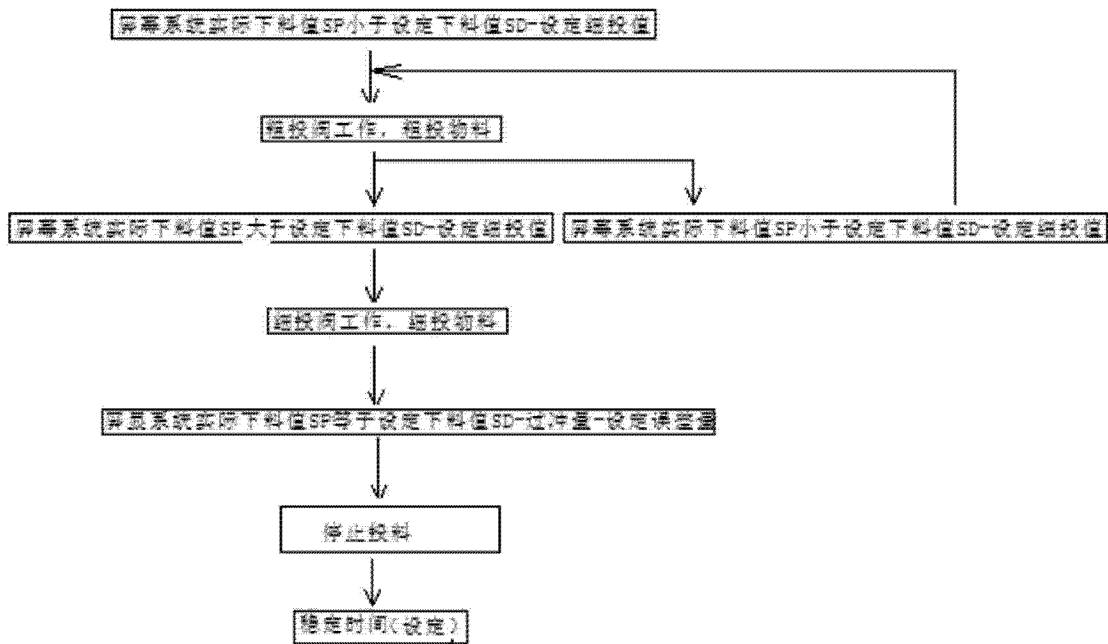 屏幕系统实际下料值SP小于设定下料值SD-设定细投值
粗投阀工作，粗投物料
屏幕系统实际下料值SP大于设定下料值SD-设定细投值
屏幕系统实际下料值SP小于设定下料值SD-设定细投值
细投阀工作，细投物料
屏显系统实际下料值SP等于设定下料值SD-过冲量-设定误差量
停止投料
稳定时间(设定)